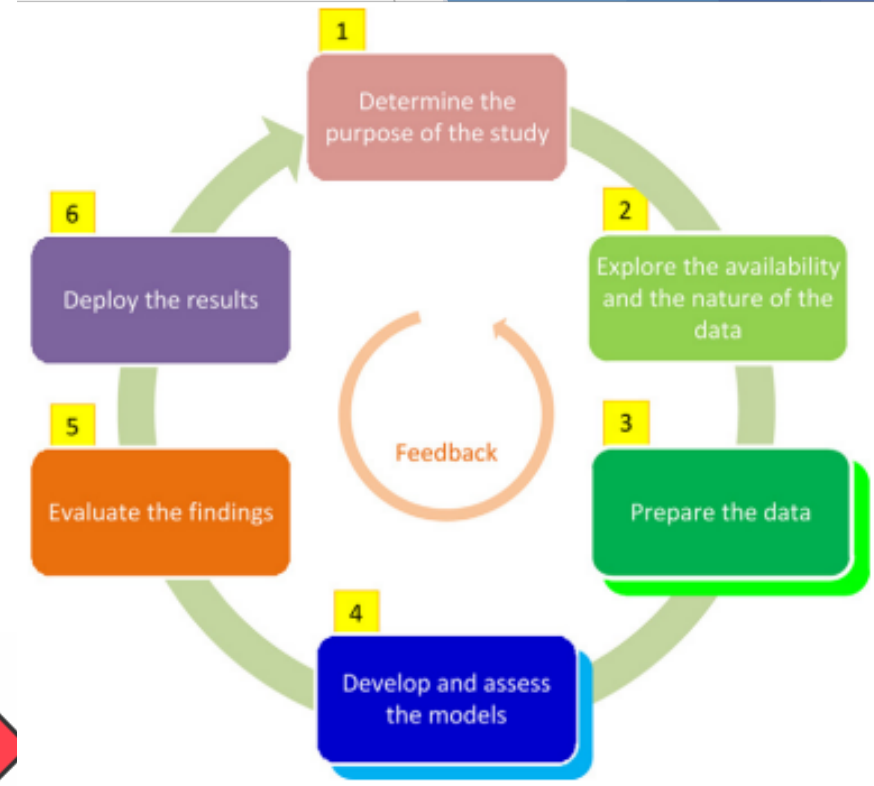 1
Determine the
purpose of the study
2
Explore the availability
and the nature of the
data
3
Prepare the data
4
Develop and assess
the models
5
Evaluate the findings
6
Deploy the results
Feedback